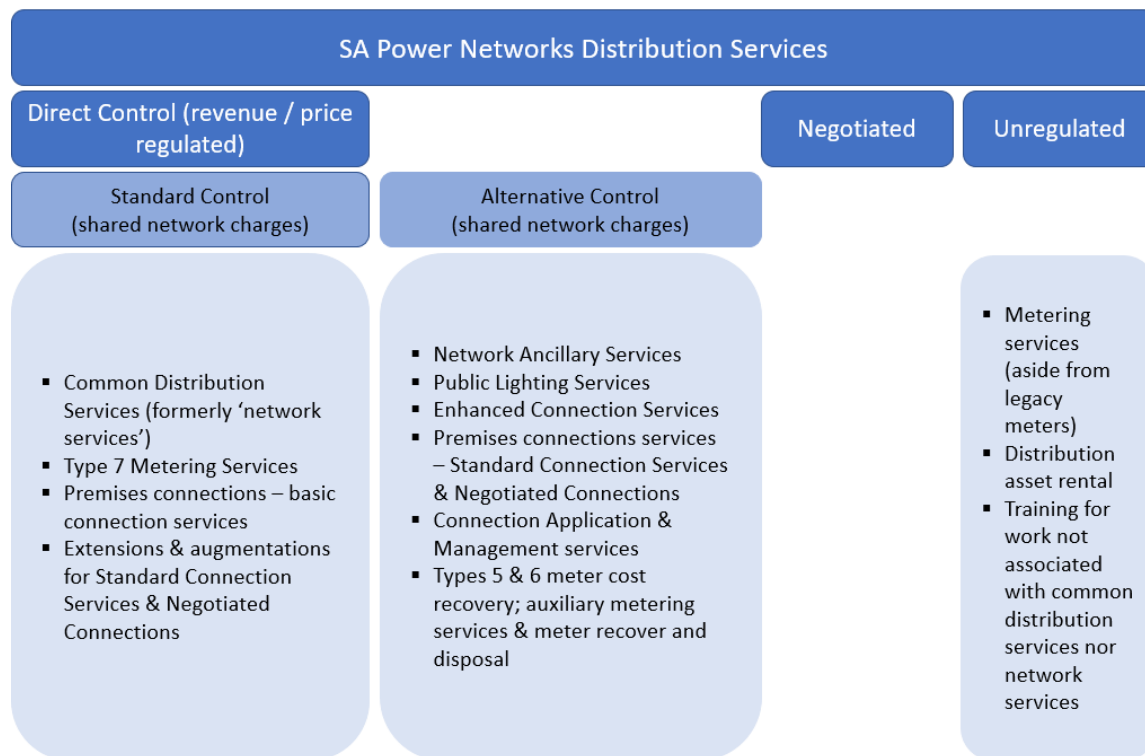 SA Power Networks Distribution Services
Direct Control (revenue / price
regulated)
Negotiated
Unregulated
Standard Control
(shared network charges)
Alternative Control
(shared network charges)
▪ Common Distribution
Services (formerly ‘network
services’)
▪ Type 7 Metering Services
▪ Premises connections – basic
connection services
▪ Extensions & augmentations
for Standard Connection
Services & Negotiated
Connections
▪ Network Ancillary Services
▪ Public Lighting Services
▪ Enhanced Connection Services
▪ Premises connections services
– Standard Connection Services
& Negotiated Connections
▪ Connection Application &
Management services
▪ Types 5 & 6 meter cost
recovery; auxiliary metering
services & meter recover and
disposal
▪ Metering
services
(aside from
legacy
meters)
▪ Distribution
asset rental
▪ Training for
work not
associated
with common
distribution
services nor
network
services